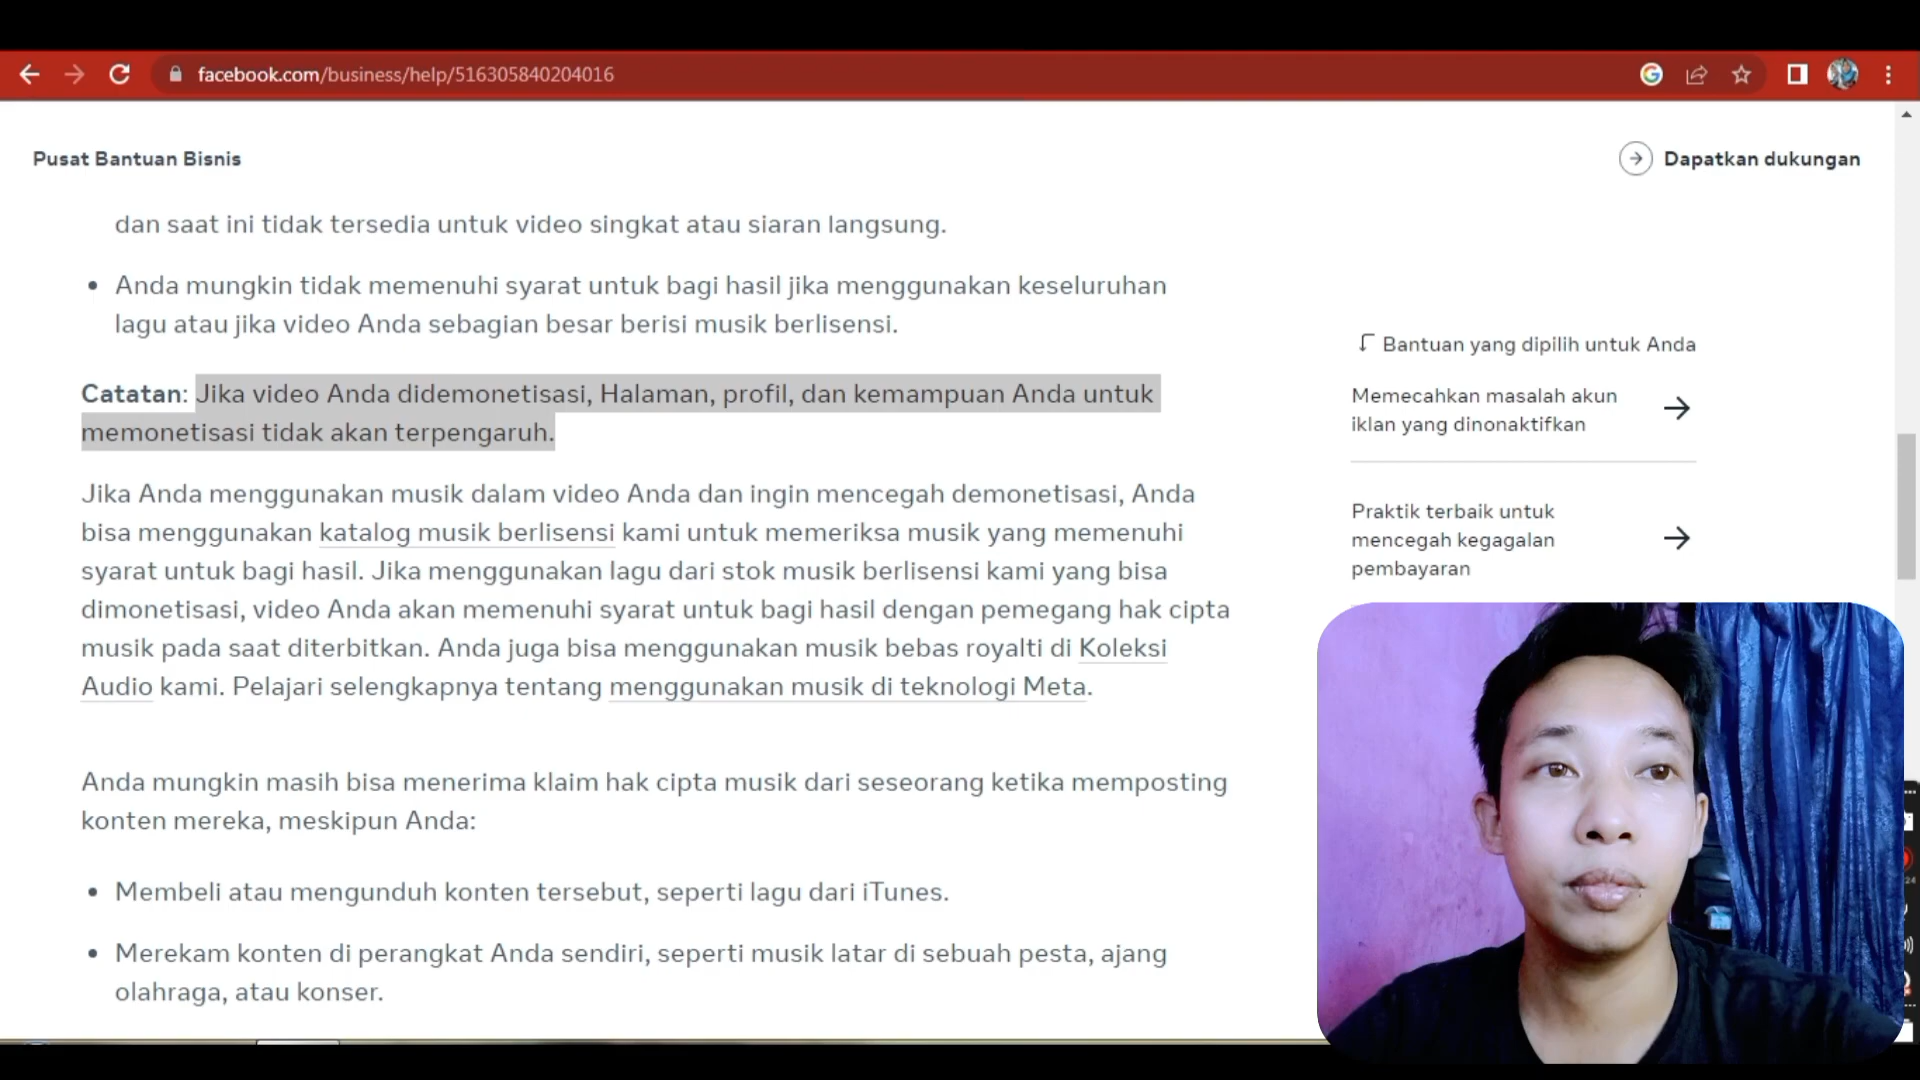 facebook.com/business/help/516305840204016
Pusat Bantuan Bisnis
Dapatkan dukungan
dan saat ini tidak tersedia untuk video singkat atau siaran langsung.
• Anda mungkin tidak memenuhi syarat untuk bagi hasil jika menggunakan keseluruhan
lagu atau jika video Anda sebagian besar berisi musik berlisensi.
Catatan: Jika video Anda didemonetisasi, Halaman, profil, dan kemampuan Anda untuk
memonetisasi tidak akan terpengaruh.
Jika Anda menggunakan musik dalam video Anda dan ingin mencegah demonetisasi, Anda
bisa menggunakan katalog musik berlisensi kami untuk memeriksa musik yang memenuhi
syarat untuk bagi hasil. Jika menggunakan lagu dari stok musik berlisensi kami yang bisa
dimonetisasi, video Anda akan memenuhi syarat untuk bagi hasil dengan pemegang hak cipta
musik pada saat diterbitkan. Anda juga bisa menggunakan musik bebas royalti di Koleksi
Audio kami. Pelajari selengkapnya tentang menggunakan musik di teknologi Meta.
Anda mungkin masih bisa menerima klaim hak cipta musik dari seseorang ketika memposting
konten mereka, meskipun Anda:
• Membeli atau mengunduh konten tersebut, seperti lagu dari iTunes.
• Merekam konten di perangkat Anda sendiri, seperti musik latar di sebuah pesta, ajang
olahraga, atau konser.
Bantuan yang dipilih untuk Anda
Memecahkan masalah akun
iklan yang dinonaktifkan
Praktik terbaik untuk
mencegah kegagalan
pembayaran